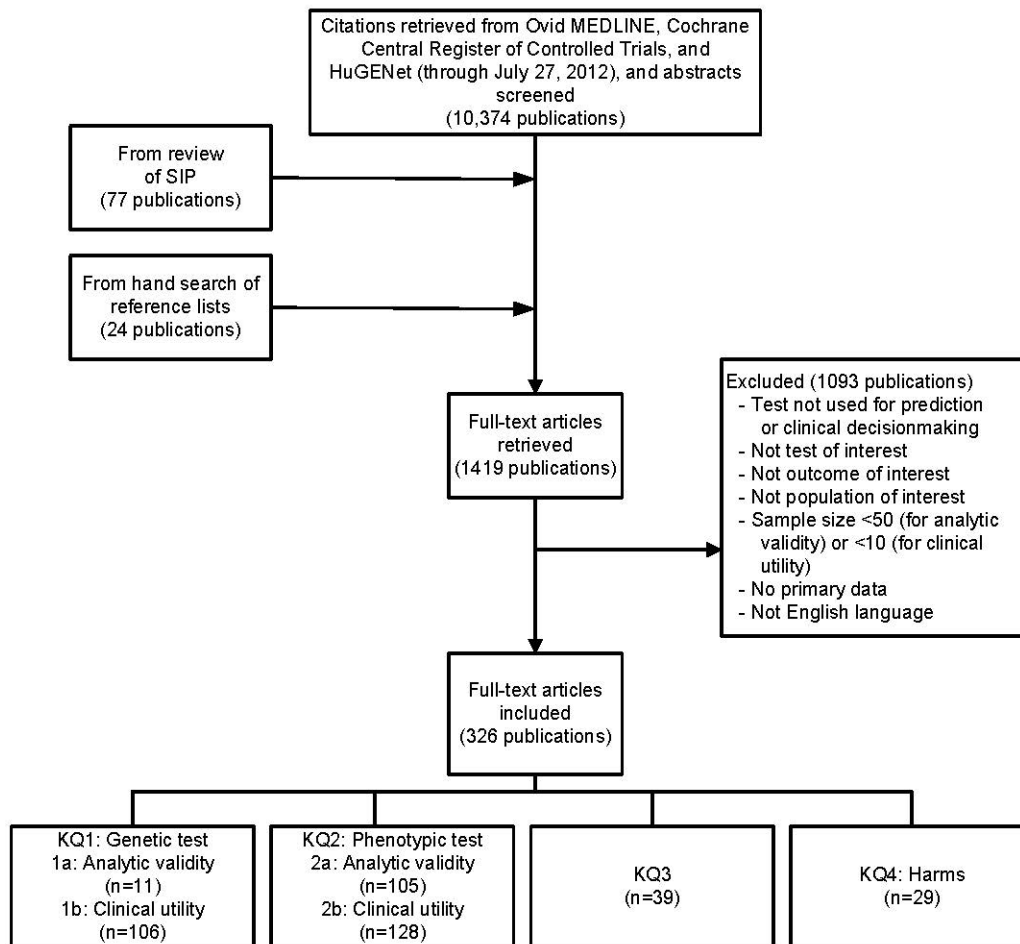 Citations retrieved from Ovid MEDLINE, Cochrane
Central Register of Controlled Trials, and
HuGENet (through July 27, 2012), and abstracts
screened
(10,374 publications)
From review
of SIP
(77 publications)
From hand search of
reference lists
(24 publications)
Full-text articles
retrieved
(1419 publications)
Excluded (1093 publications)
- Test not used for prediction
or clinical decisionmaking
- Not test of interest
- Not outcome of interest
- Not population of interest
- Sample size <50 (for analytic
validity) or <10 (for clinical
utility)
- No primary data
- Not English language
Full-text articles
included
(326 publications)
KQ1: Genetic test
1a: Analytic validity
(n=11)
1b: Clinical utility
(n=106)
KQ2: Phenotypic test
2a: Analytic validity
(n=105)
2b: Clinical utility
(n=128)
KQ3
(n=39)
KQ4: Harms
(n=29)